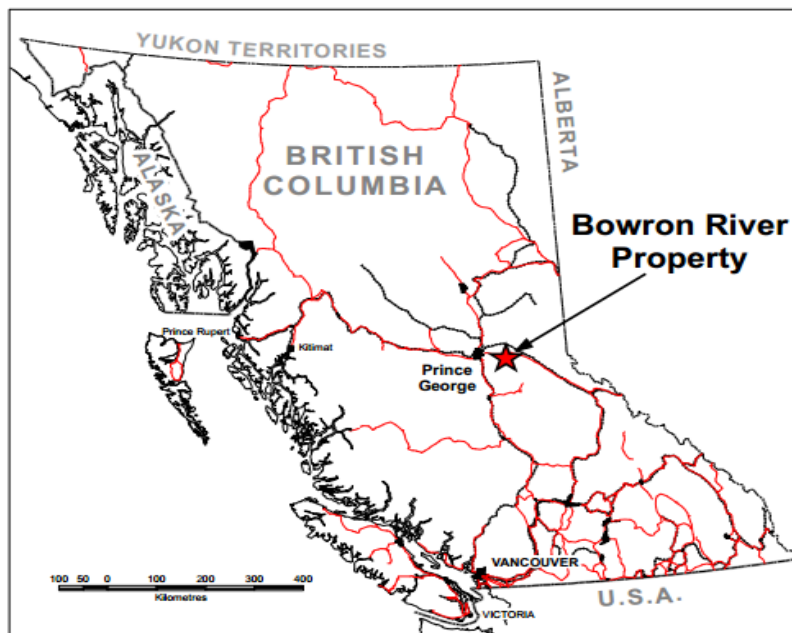 YUKON TERRITORIES
ALBERTA
ALASKA
BRITISH
COLUMBIA
Bowron River
Property
Prince Rupert
Kitimat
Prince
George
VANCOUVER
VICTORIA
U.S.A.
100 50 0 100 200 300 400
Kilometres